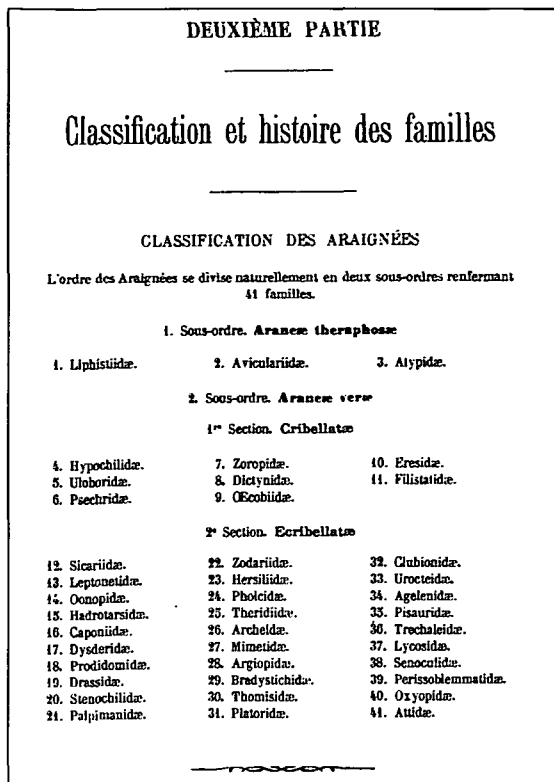 DEUXIÈME PARTIE
Classification et histoire des familles
CLASSIFICATION DES ARAIGNÉES
L'ordre des Araignées se divise naturellement en deux sous-ordres renfermant
41 familles.
1. Sous-ordre. Araneæ theraphosæ
1. Liphistiidæ. 2. Aviculariidæ. 3. Atypidæ.
2. Sous-ordre. Araneæ veræ
1re Section. Cribellatæ
4. Hypochilidæ. 7. Zoropidæ. 10. Eresidæ.
5. Uloboridæ. 8. Dictynidæ. 11. Filistatidæ.
6. Psechridæ. 9. Œcobiidæ.
2e Section. Ecribellatæ
12. Sicariidæ. 22. Zodariidæ. 32. Clubionidæ.
13. Leptonetidæ. 23. Hersiliidæ. 33. Urocteidæ.
14. Oonopidæ. 24. Pholcidæ. 34. Agelenidæ.
15. Hadrotarsidæ. 25. Theridiidæ. 35. Pisauridæ.
16. Caponiidæ. 26. Archeidæ. 36. Trechaleidæ.
17. Dysderidæ. 27. Mimetidæ. 37. Lycosidæ.
18. Prodidomidæ. 28. Argiopidæ. 38. Senoculidæ.
19. Drassidæ. 29. Bradystichidæ. 39. Perissoblemmatidæ.
20. Stenochilidæ. 30. Thomisidæ. 40. Oxyopidæ.
21. Palpimanidæ. 31. Platoridæ. 41. Attidæ.